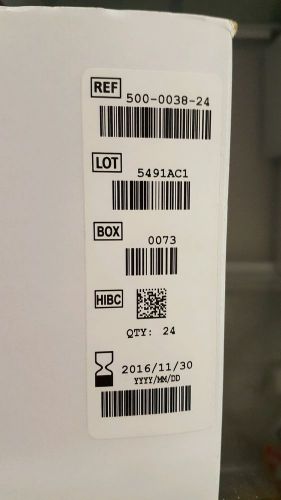 REF 500-0038-24
LOT 5491AC1
BOX 0073
HIBC
QTY: 24
2016/11/30
YYYY/MM/DD